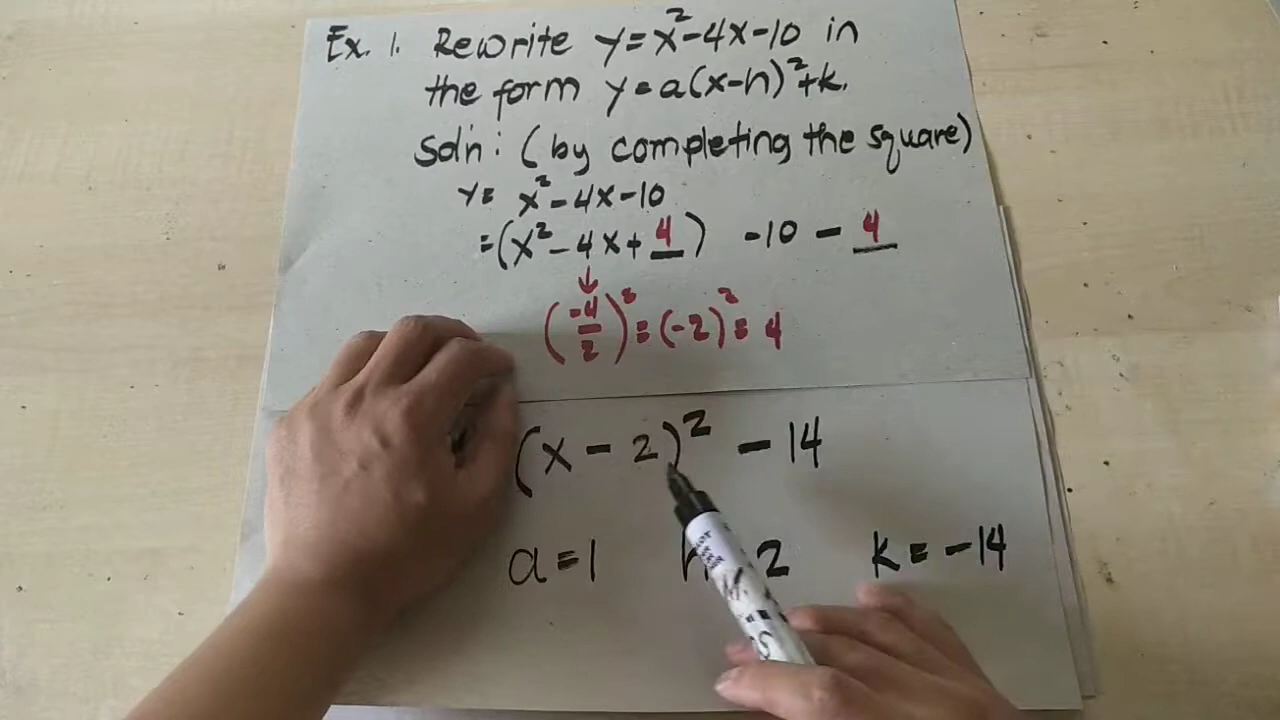 Ex. 1. Rewrite y=x²-4x-10 in
the form y=a(x-h)²+k.
Sol'n: (by completing the square)
y= x²-4x-10
=(x²-4x+4) -10-4
↓
(-4/2)²=(-2)²=4
(x-2)²-14
a=1 h 2 k=-14